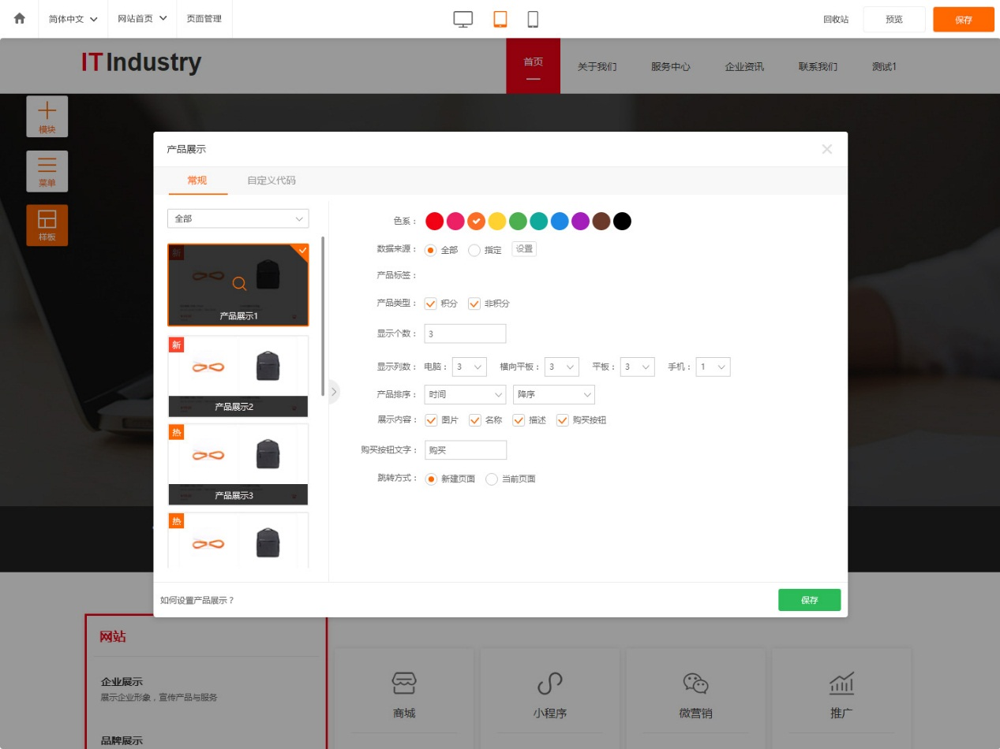 简体中文 网站首页 页面管理 回收站 预览 保存
IT Industry
首页 关于我们 服务中心 企业资讯 联系我们 测试1
模块
菜单
样板
产品展示
常规 自定义代码
全部
新
产品展示1
新
产品展示2
热
产品展示3
热
色系：
数据来源： 全部 指定 设置
产品标签：
产品类型： 积分 非积分
显示个数： 3
显示列数： 电脑： 3 横向平板： 3 平板： 3 手机： 1
产品排序： 时间 降序
展示内容： 图片 名称 描述 购买按钮
购买按钮文字： 购买
跳转方式： 新建页面 当前页面
如何设置产品展示？ 保存
网站
企业展示
展示企业形象，宣传产品与服务
品牌展示
商城 小程序 微营销 推广